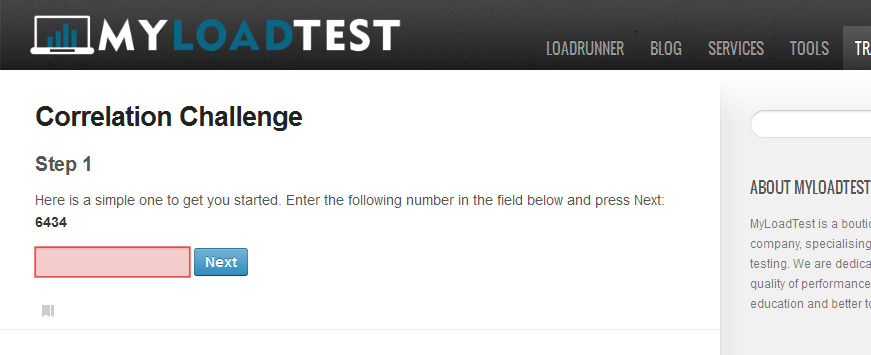 MYLOADTEST
LOADRUNNER BLOG SERVICES TOOLS TR
Correlation Challenge
Step 1
Here is a simple one to get you started. Enter the following number in the field below and press Next:
6434
Next
ABOUT MYLOADTEST
MyLoadTest is a boutiq
company, specialising
testing. We are dedica
quality of performance
education and better to